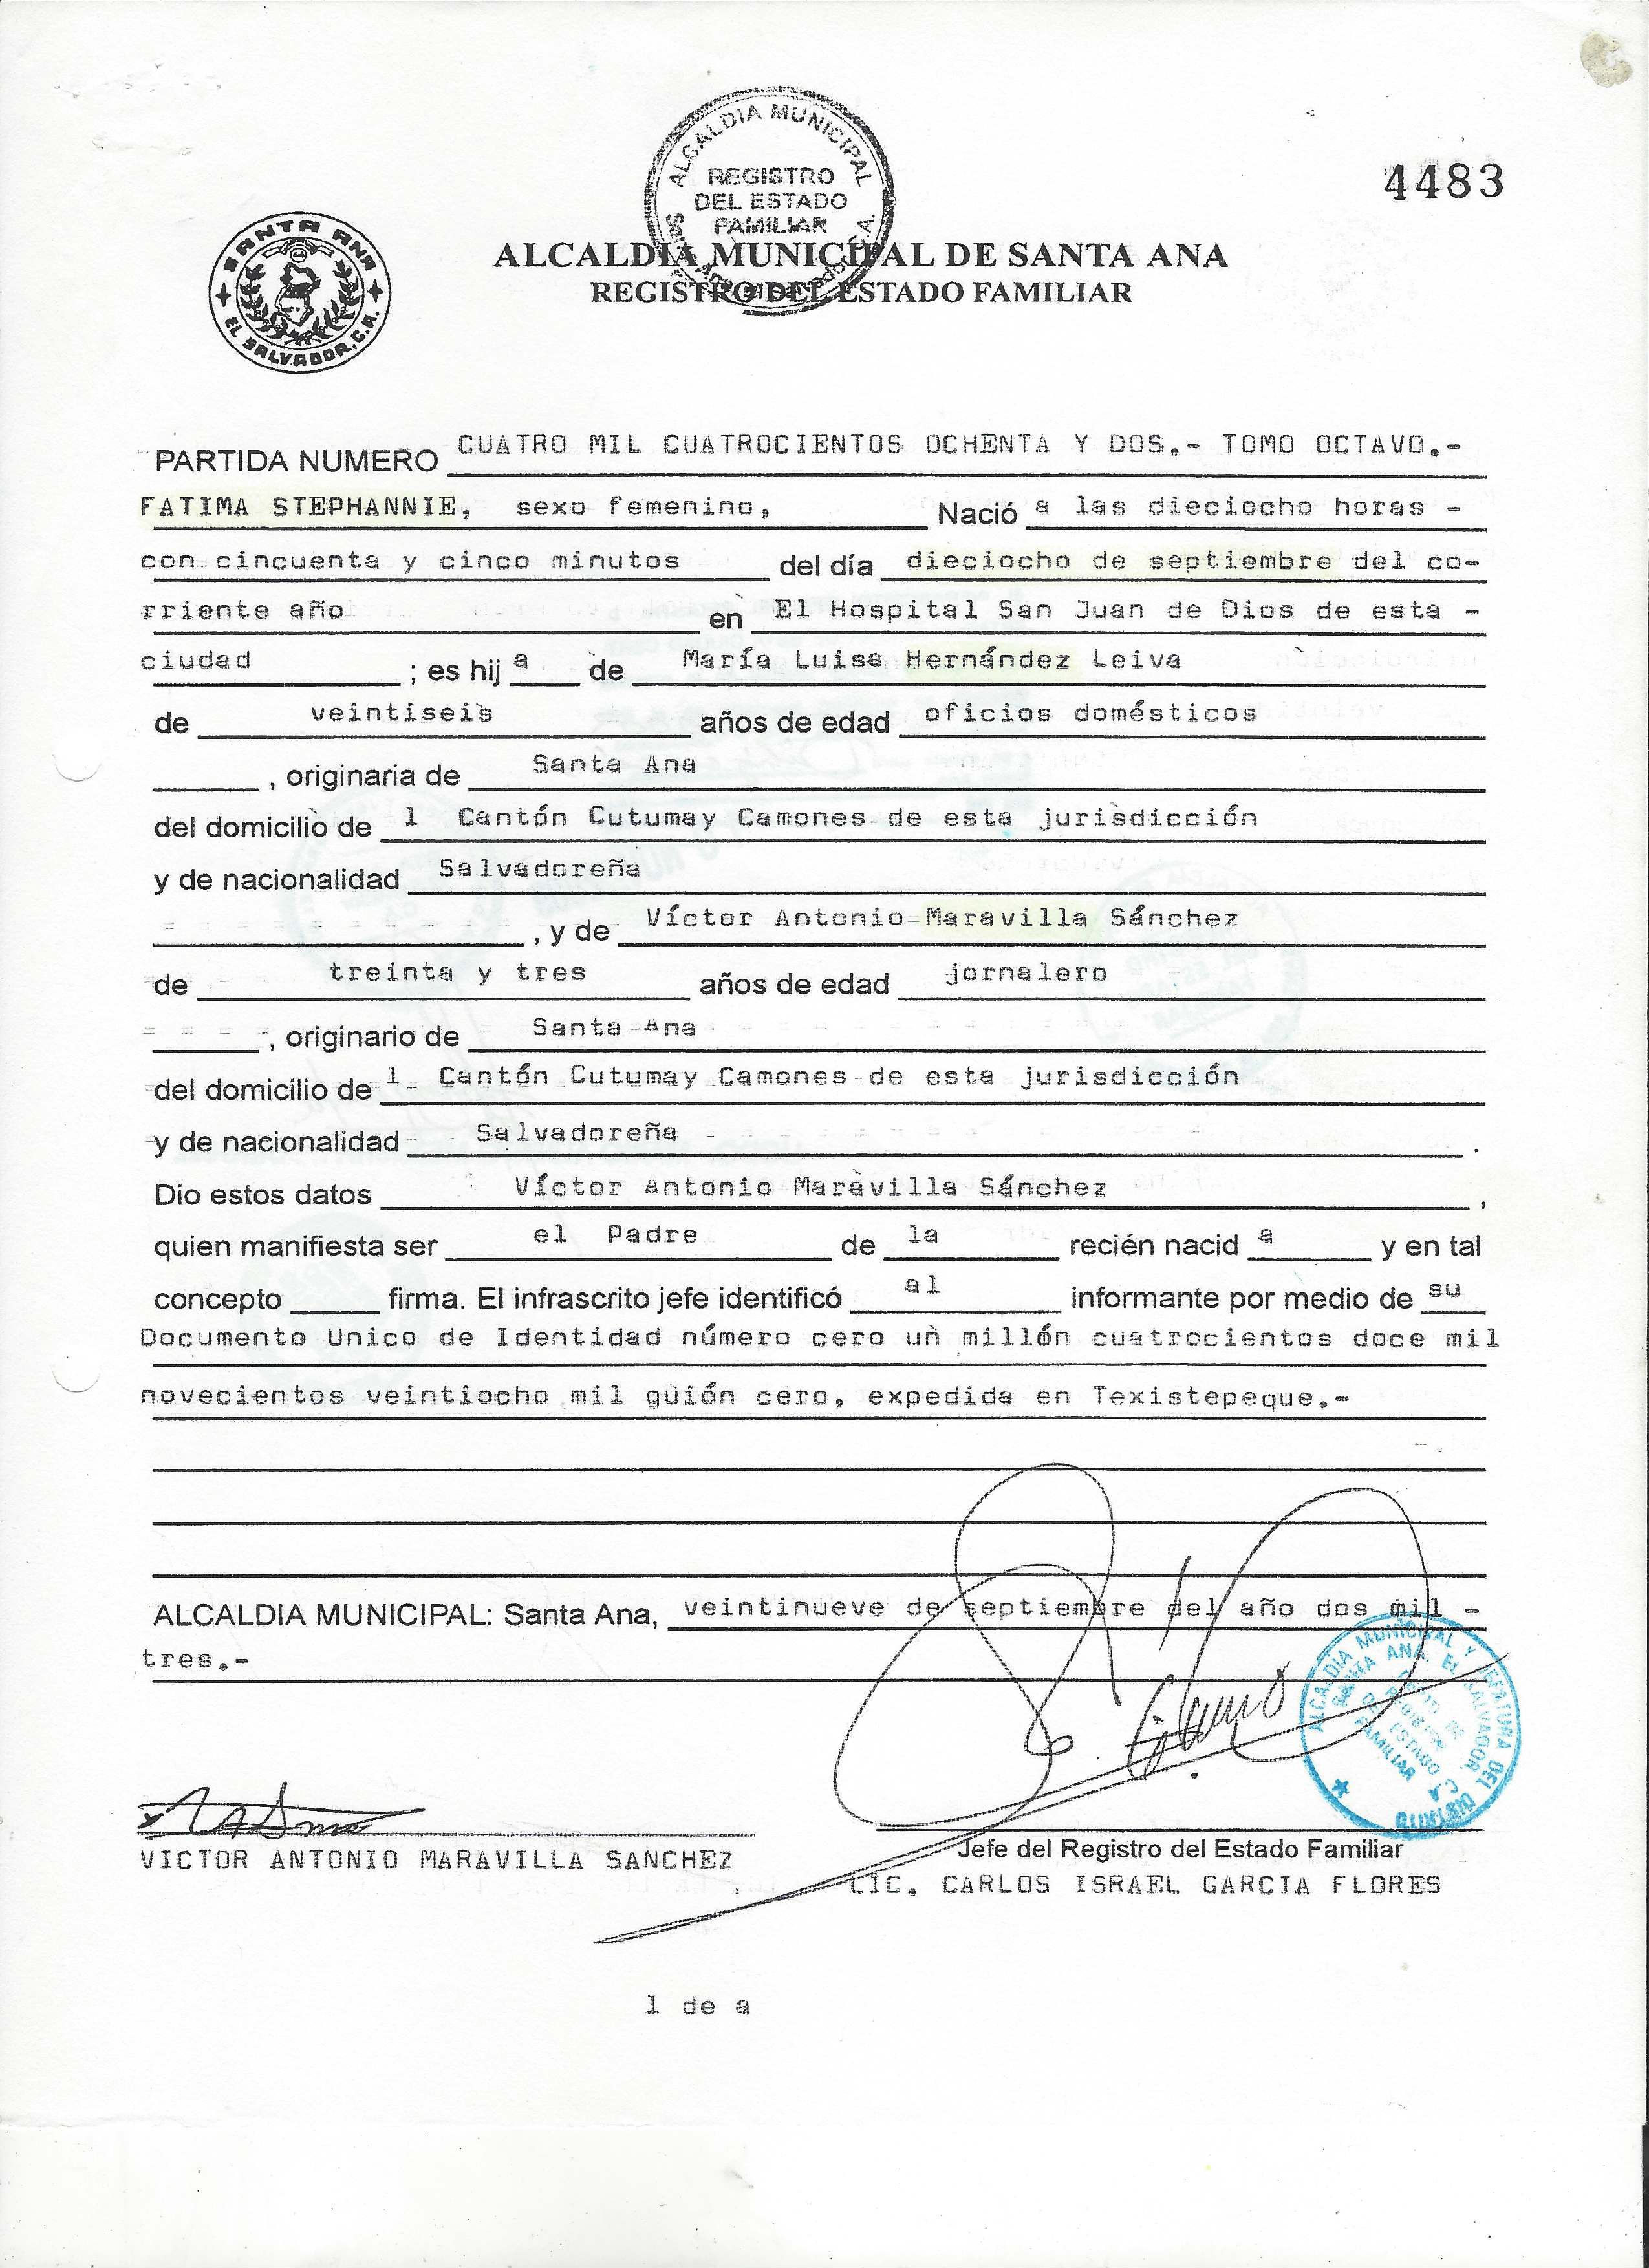 ALCALDIA MUNICIPAL
REGISTRO
DEL ESTADO
FAMILIAR
4483
SANTA ANA
EL SALVADOR, C.A.
ALCALDIA MUNICIPAL DE SANTA ANA
REGISTRO DEL ESTADO FAMILIAR
PARTIDA NUMERO CUATRO MIL CUATROCIENTOS OCHENTA Y DOS.- TOMO OCTAVO.-
FATIMA STEPHANNIE, sexo femenino, Nació a las dieciocho horas -
con cincuenta y cinco minutos del día dieciocho de septiembre del co-
rriente año en El Hospital San Juan de Dios de esta -
ciudad ; es hij a de María Luisa Hernández Leiva
de veintiseis años de edad oficios domésticos
, originaria de Santa Ana
del domicilio de l Cantón Cutumay Camones de esta jurisdicción
y de nacionalidad Salvadoreña
, y de Víctor Antonio Maravilla Sánchez
de treinta y tres años de edad jornalero
, originario de Santa Ana
del domicilio de l Cantón Cutumay Camones de esta jurisdicción
y de nacionalidad Salvadoreña .
Dio estos datos Víctor Antonio Maravilla Sánchez ,
quien manifiesta ser el Padre de la recién nacid a y en tal
concepto firma. El infrascrito jefe identificó al informante por medio de su
Documento Unico de Identidad número cero un millón cuatrocientos doce mil
novecientos veintiocho mil guión cero, expedida en Texistepeque.-
ALCALDIA MUNICIPAL: Santa Ana, veintinueve de septiembre del año dos mil -
tres.-
ALCALDIA MUNICIPAL Y JEFATURA DEL
SANTA ANA, EL SALVADOR, C.A.
REGISTRO
DEL ESTADO
FAMILIAR
VICTOR ANTONIO MARAVILLA SANCHEZ
Jefe del Registro del Estado Familiar
LIC. CARLOS ISRAEL GARCIA FLORES
l de a